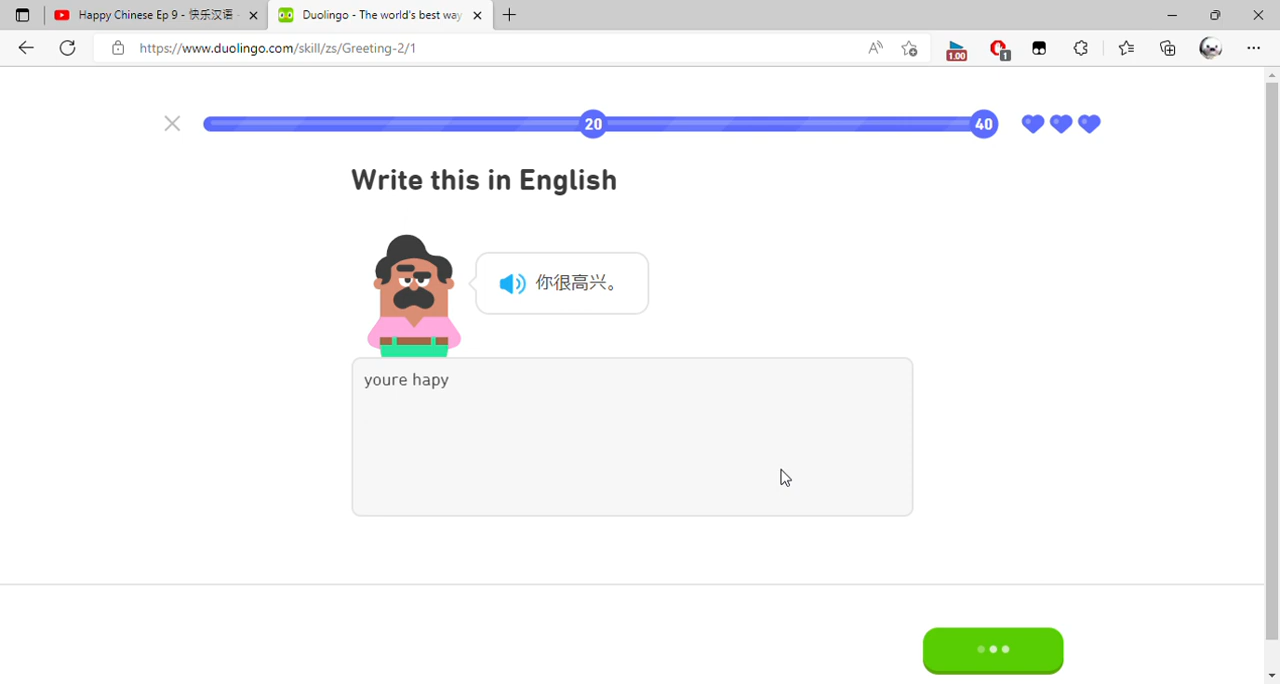 Happy Chinese Ep 9 - 快乐汉语 -
Duolingo - The world's best way
https://www.duolingo.com/skill/zs/Greeting-2/1
1.00
1
20
40
Write this in English
你很高兴。
youre hapy